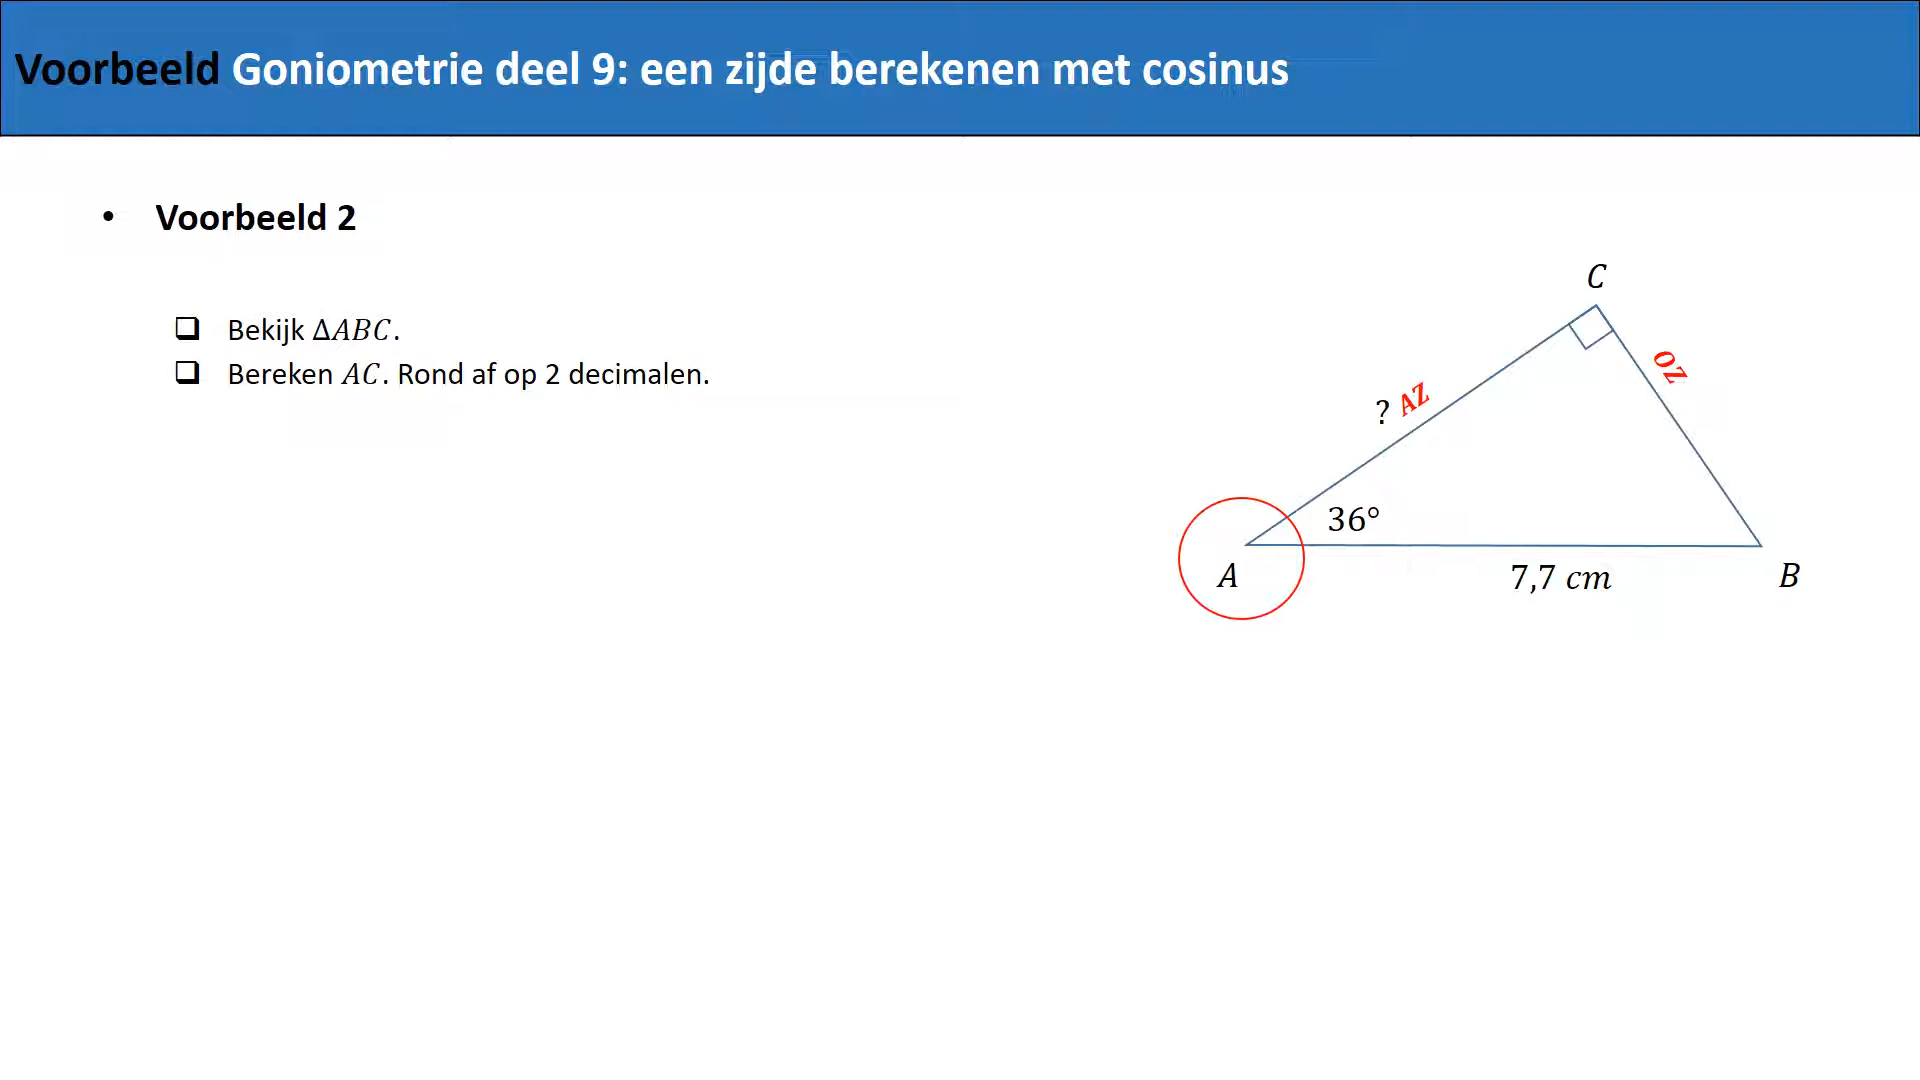 Voorbeeld Goniometrie deel 9: een zijde berekenen met cosinus
• Voorbeeld 2
❑ Bekijk ΔABC.
❑ Bereken AC. Rond af op 2 decimalen.
C
OZ
? AZ
36°
A
7,7 cm
B